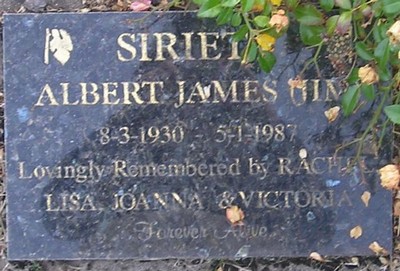 SIRIET
ALBERT JAMES (JIM
8-3-1930 - 5-1-1987
Lovingly Remembered by RACHEL
LISA, JOANNA & VICTORIA
Forever Alive